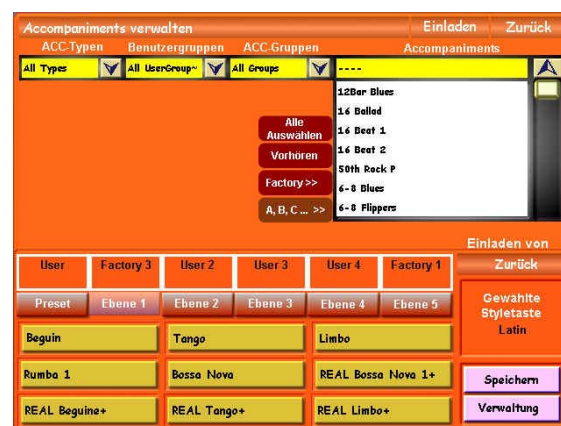 Accompaniments verwalten Einladen Zurück
ACC-Typen Benutzergruppen ACC-Gruppen Accompaniments
All Types All UserGroup~ All Groups ----
12Bar Blues
16 Ballad
16 Beat 1
16 Beat 2
50th Rock P
6-8 Blues
6-8 Flippers
Alle
Auswählen
Vorhören
Factory>>
A, B, C ... >>
Einladen von
User Factory 3 User 2 User 3 User 4 Factory 1 Zurück
Preset Ebene 1 Ebene 2 Ebene 3 Ebene 4 Ebene 5
Gewählte
Styletaste
Latin
Beguin Tango Limbo
Rumba 1 Bossa Nova REAL Bossa Nova 1+
REAL Beguine+ REAL Tango+ REAL Limbo+
Speichern
Verwaltung